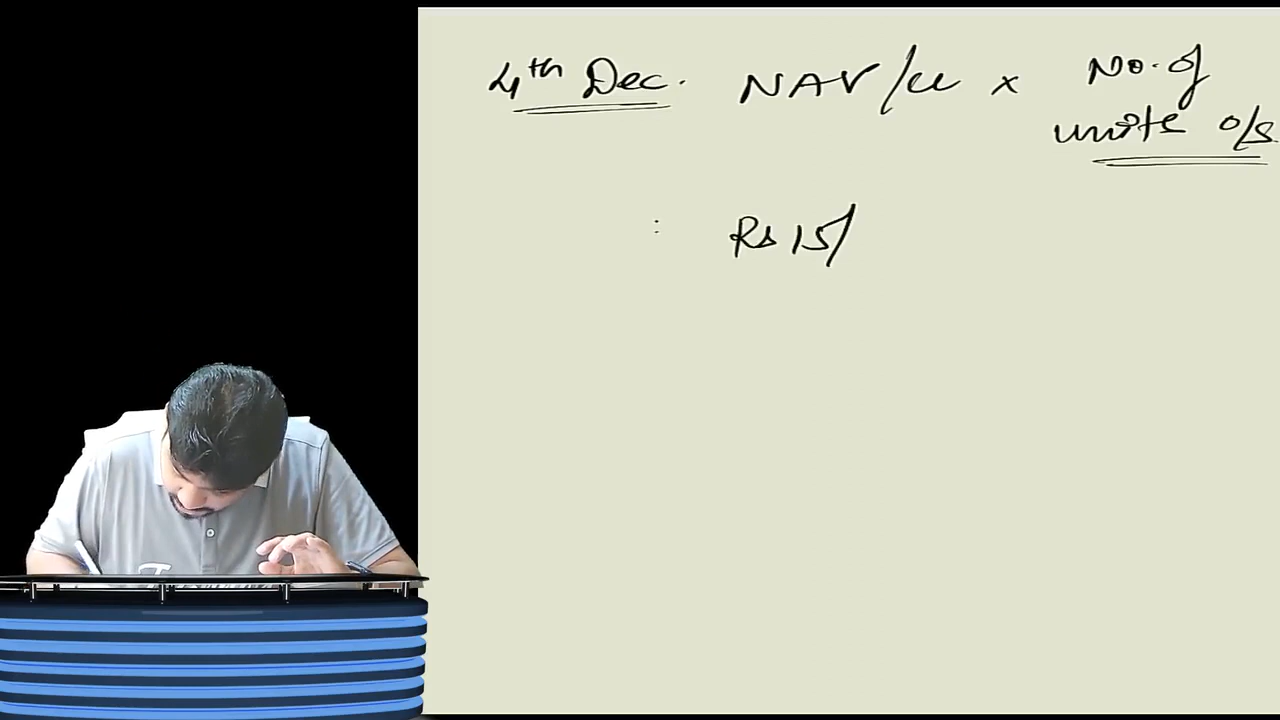 4th Dec. NAV/u × No. of
units o/s.
: Rs 15/